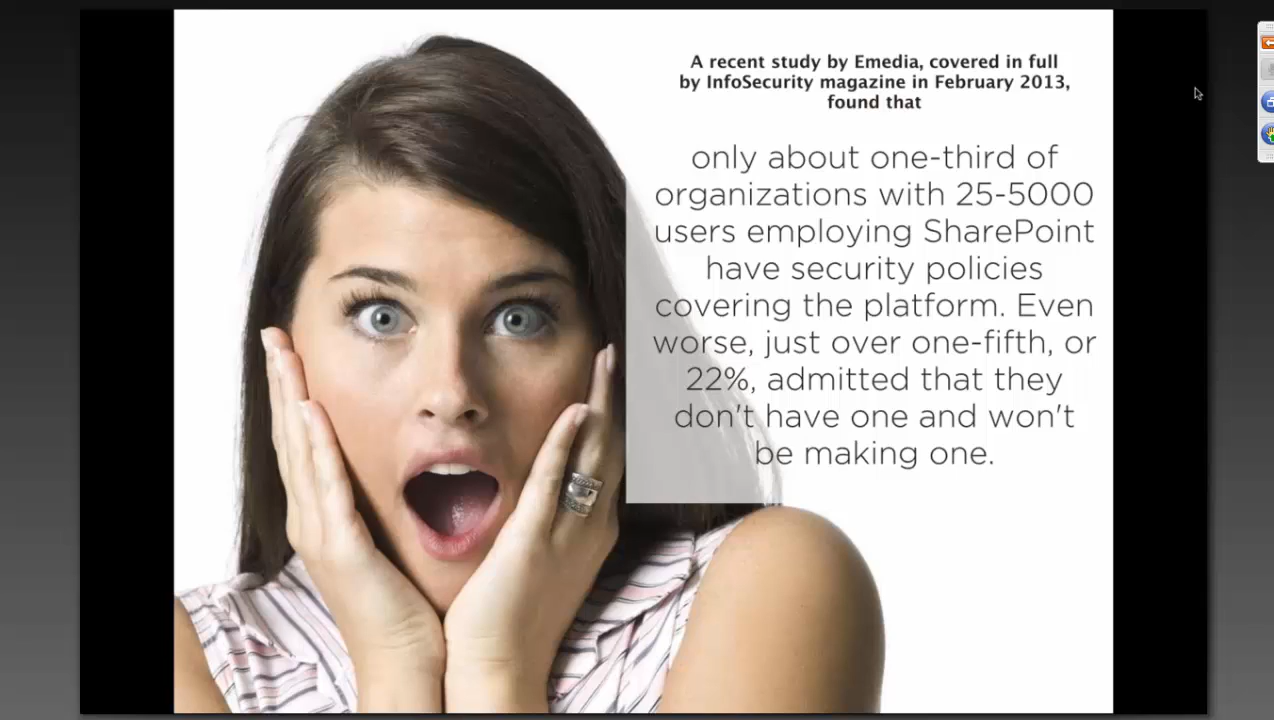 A recent study by Emedia, covered in full
by InfoSecurity magazine in February 2013,
found that
only about one-third of
organizations with 25-5000
users employing SharePoint
have security policies
covering the platform. Even
worse, just over one-fifth, or
22%, admitted that they
don't have one and won't
be making one.